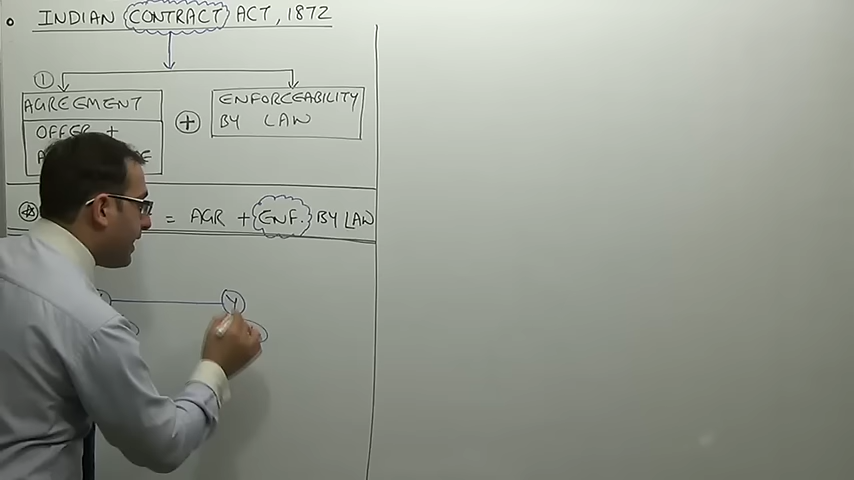 INDIAN CONTRACT ACT, 1872
①
AGREEMENT
OFFER +
+
ENFORCEABILITY
BY LAW
= AGR + ENF. BY LAW
Y